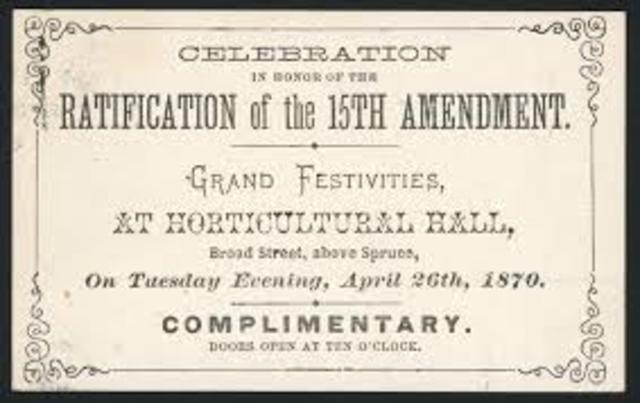 CELEBRATION
IN HONOR OF THE
RATIFICATION of the 15TH AMENDMENT.
GRAND FESTIVITIES,
AT HORTICULTURAL HALL,
Broad Street, above Spruce,
On Tuesday Evening, April 26th, 1870.
COMPLIMENTARY.
DOORS OPEN AT TEN O'CLOCK.